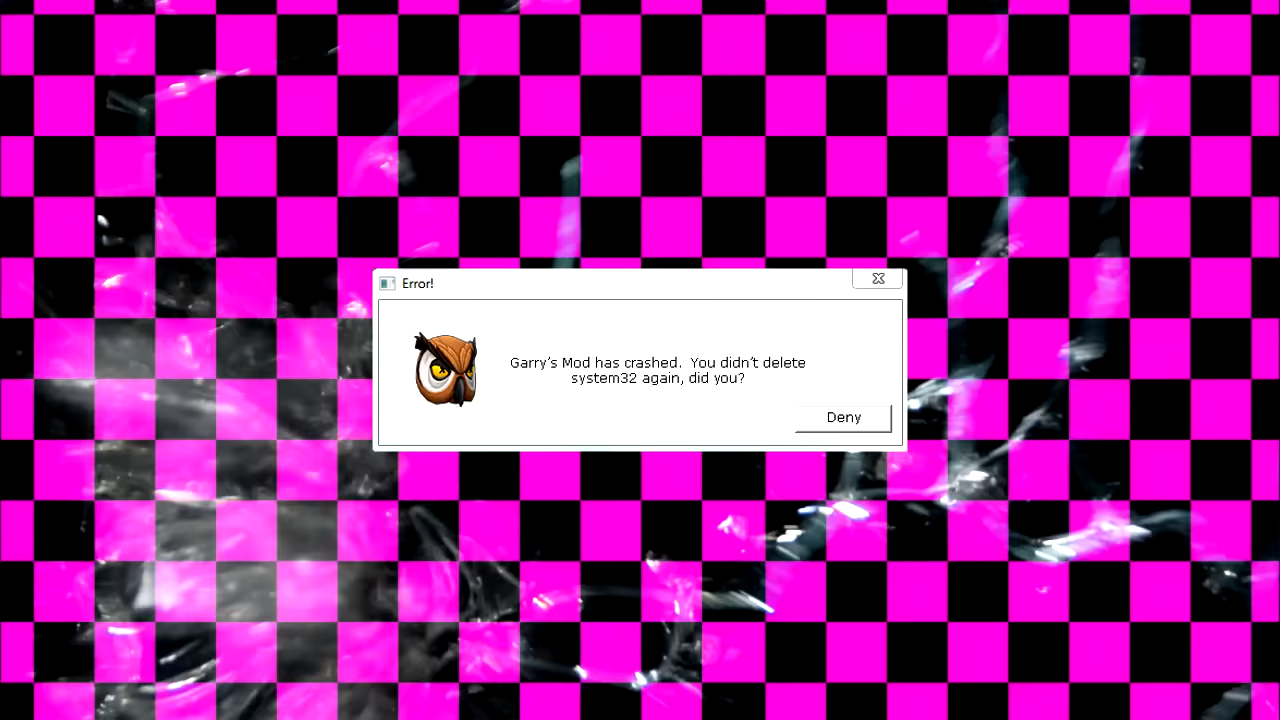 Error!
Garry's Mod has crashed.  You didn't delete
system32 again, did you?
Deny